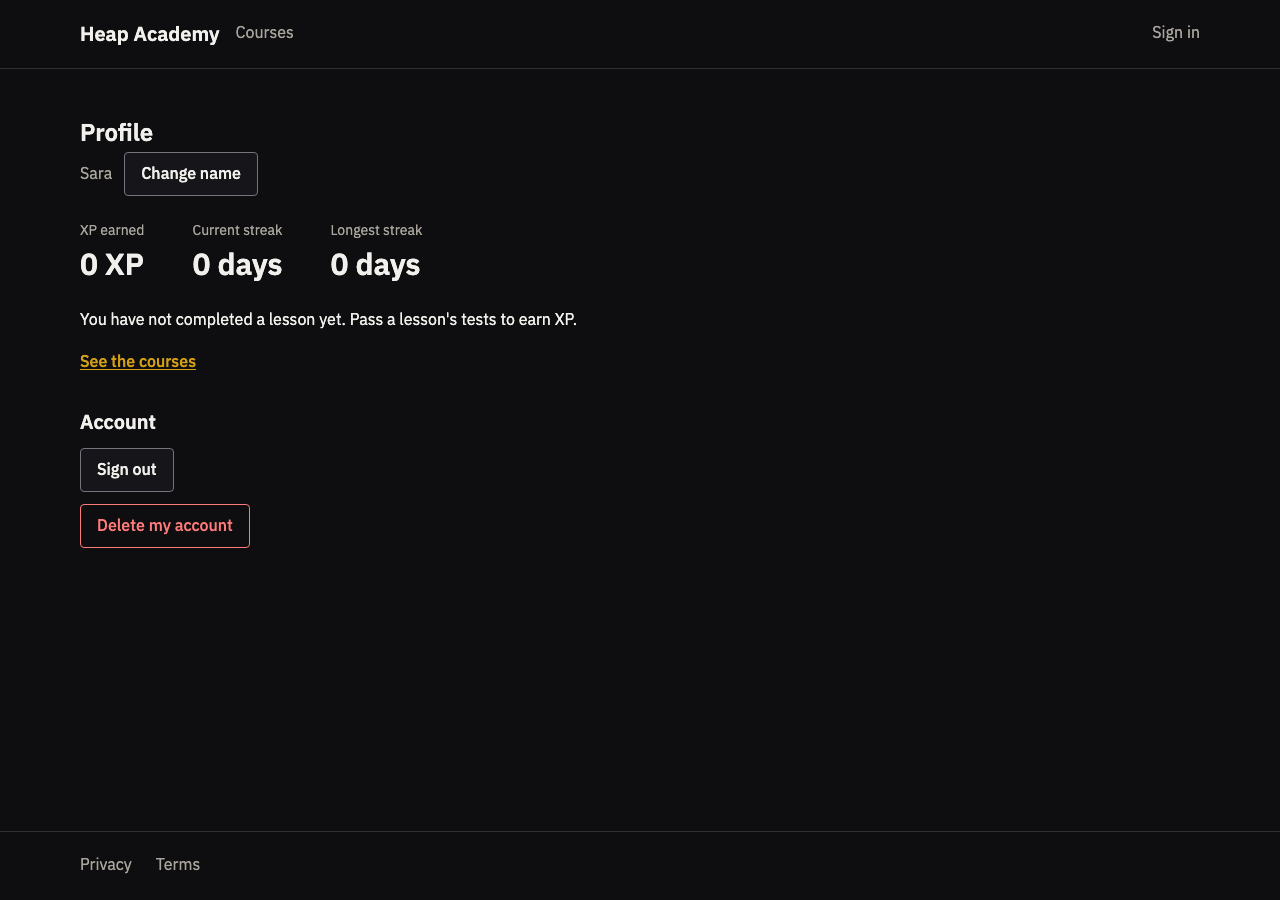 Heap Academy Courses Sign in
Profile
Sara Change name
XP earned Current streak Longest streak
0 XP 0 days 0 days
You have not completed a lesson yet. Pass a lesson's tests to earn XP.
See the courses
Account
Sign out
Delete my account
Privacy Terms